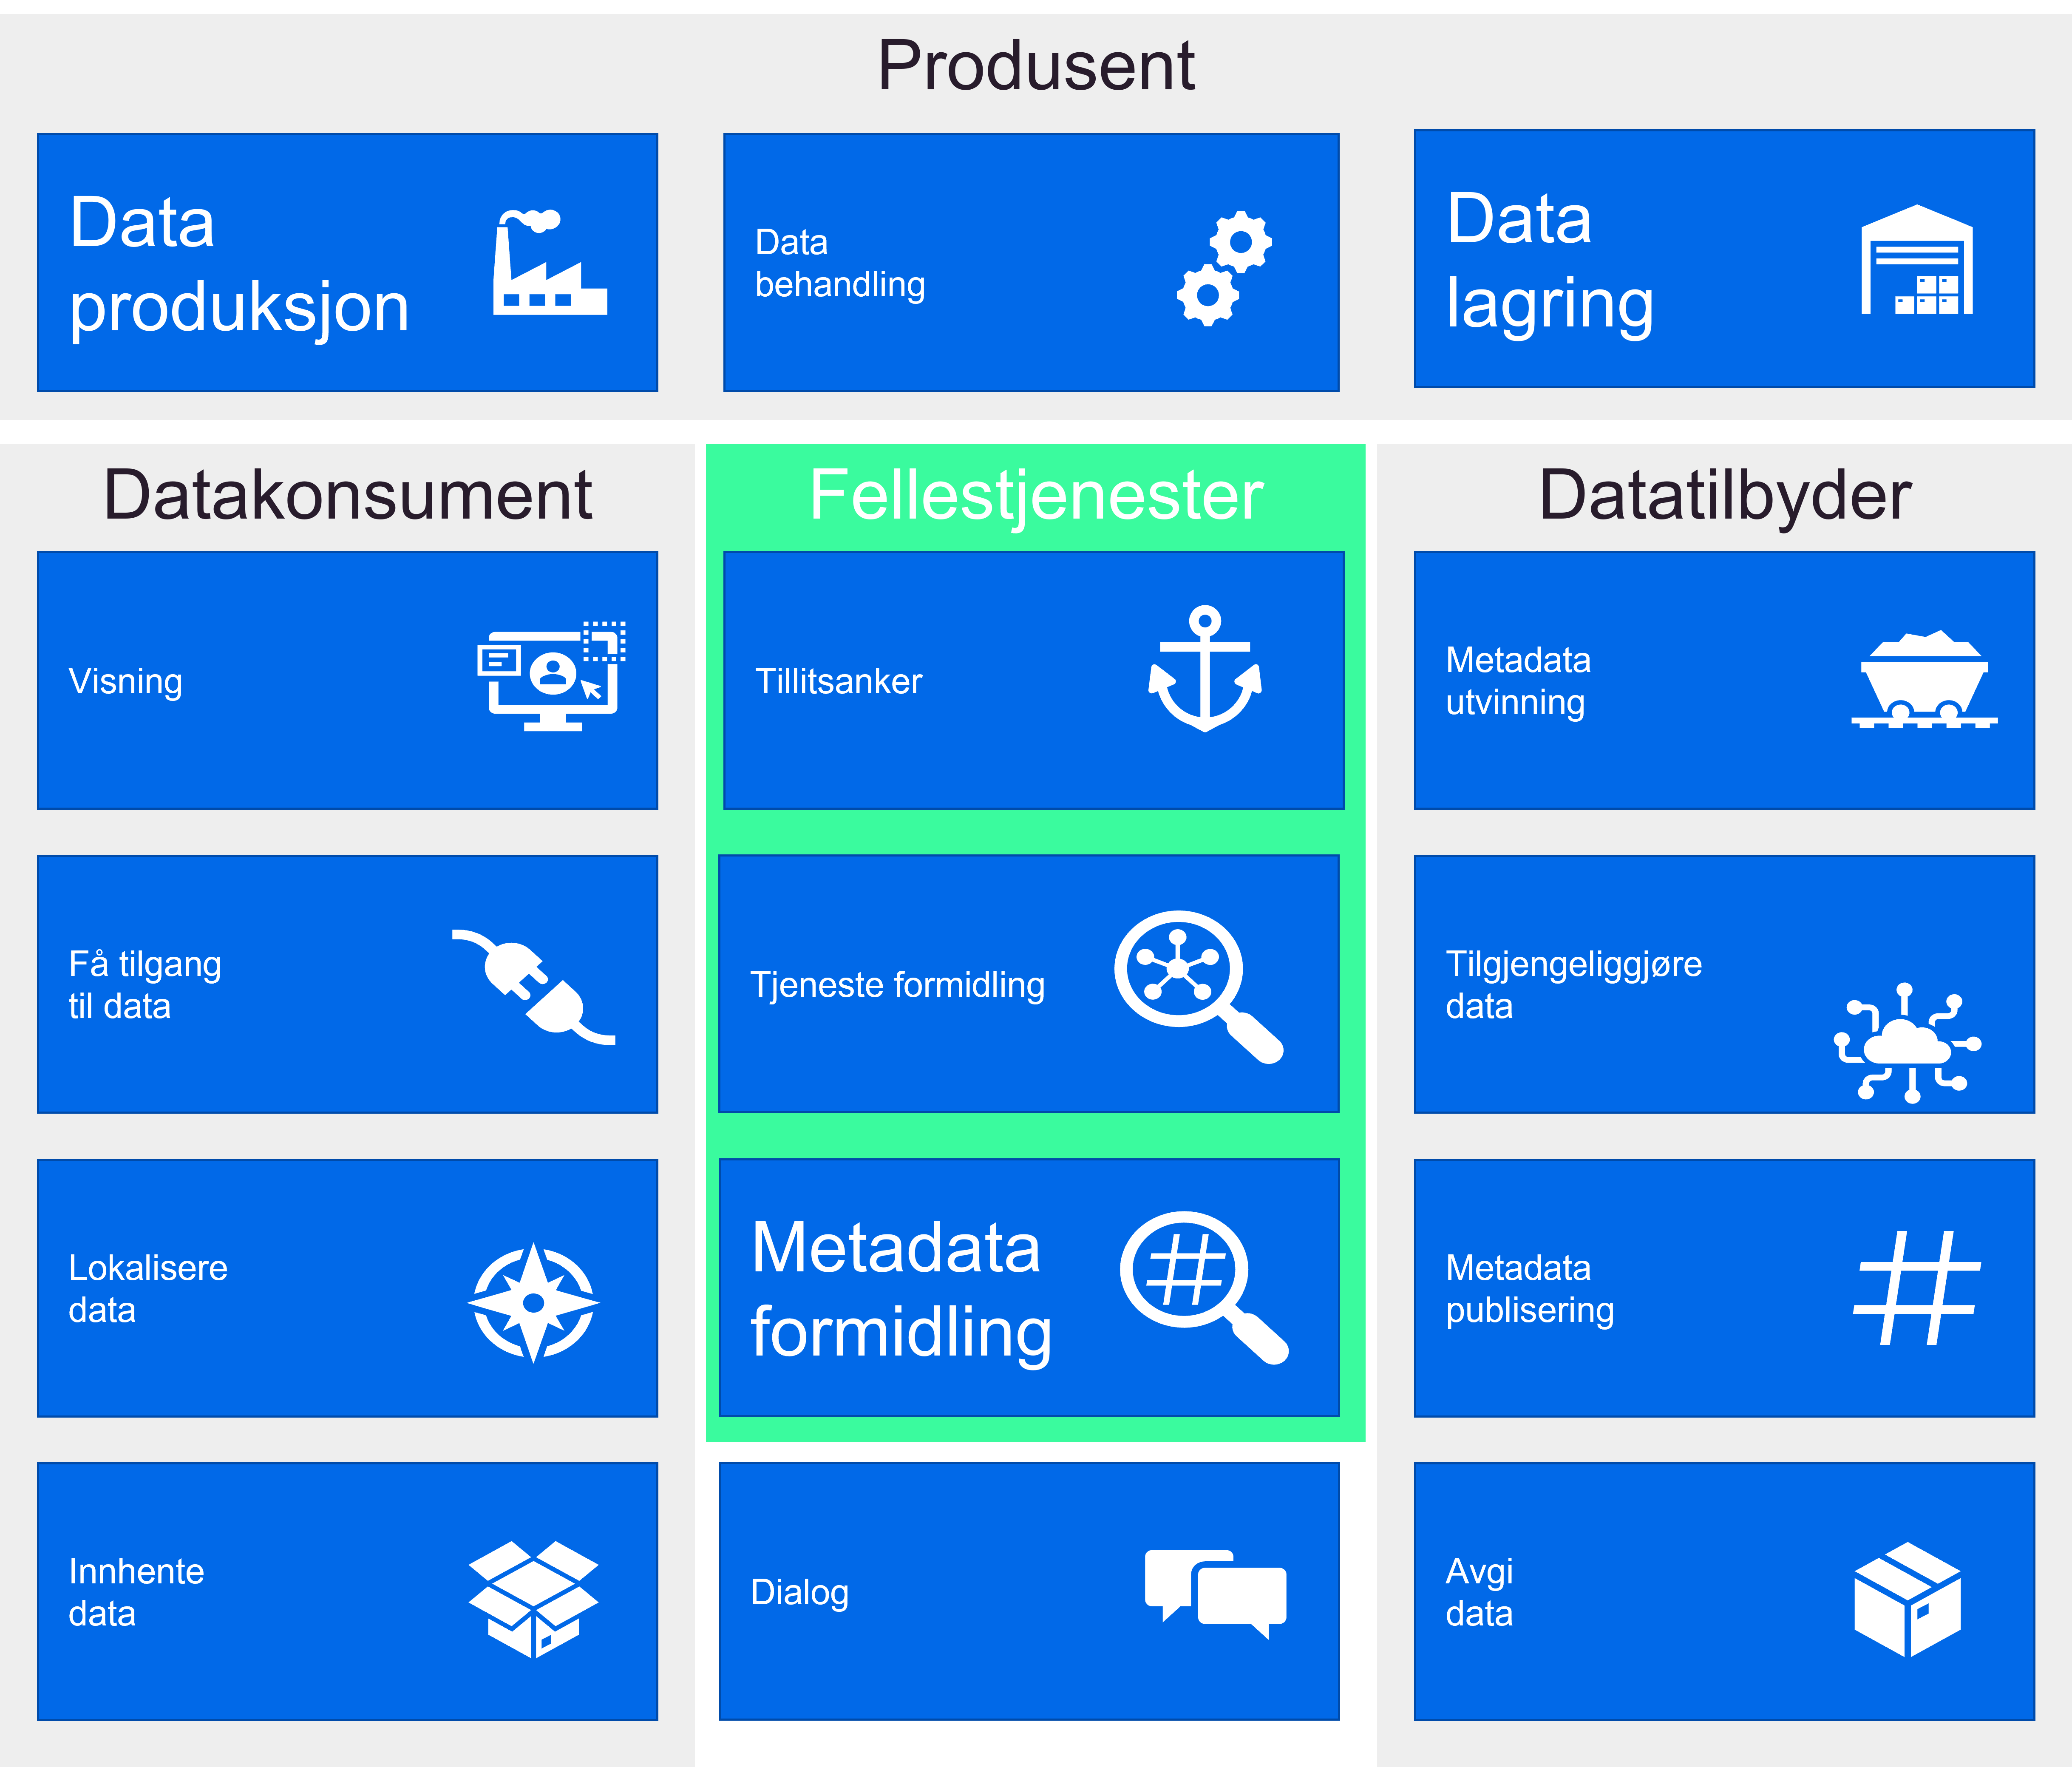 Produsent
Data
produksjon
Data
behandling
Data
lagring
Datakonsument
Visning
Få tilgang
til data
Lokalisere
data
Innhente
data
Fellestjenester
Tillitsanker
Tjeneste formidling
Metadata
formidling
#
Dialog
Datatilbyder
Metadata
utvinning
Tilgjengeliggjøre
data
Metadata
publisering
#
Avgi
data